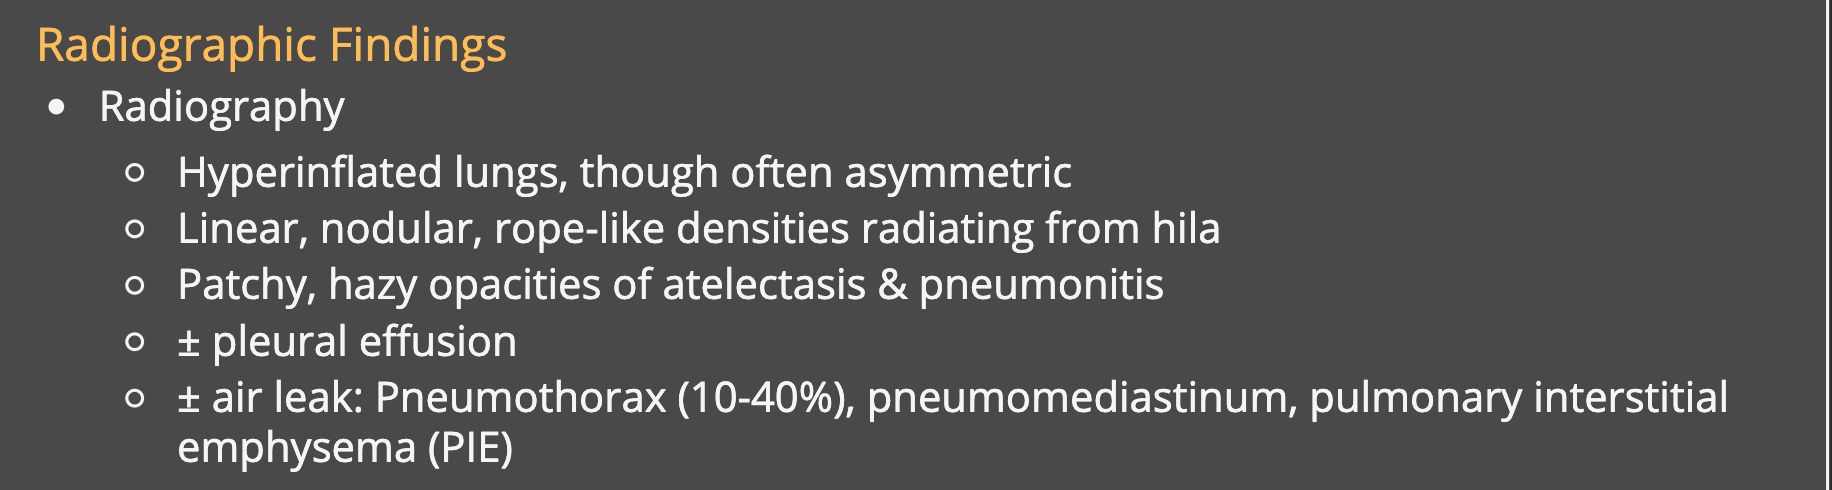 Radiographic Findings
• Radiography
○ Hyperinflated lungs, though often asymmetric
○ Linear, nodular, rope-like densities radiating from hila
○ Patchy, hazy opacities of atelectasis & pneumonitis
○ ± pleural effusion
○ ± air leak: Pneumothorax (10-40%), pneumomediastinum, pulmonary interstitial
emphysema (PIE)